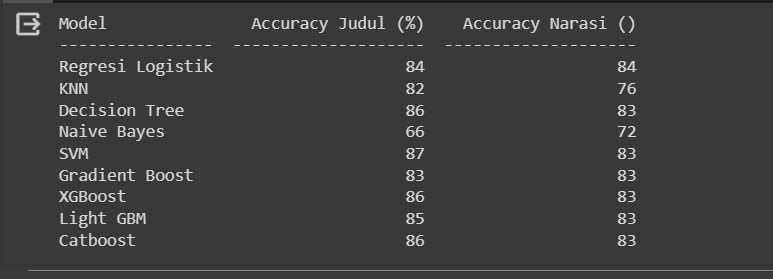 Model Accuracy Judul (%) Accuracy Narasi ()
---------------- -------------------- --------------------
Regresi Logistik 84 84
KNN 82 76
Decision Tree 86 83
Naive Bayes 66 72
SVM 87 83
Gradient Boost 83 83
XGBoost 86 83
Light GBM 85 83
Catboost 86 83